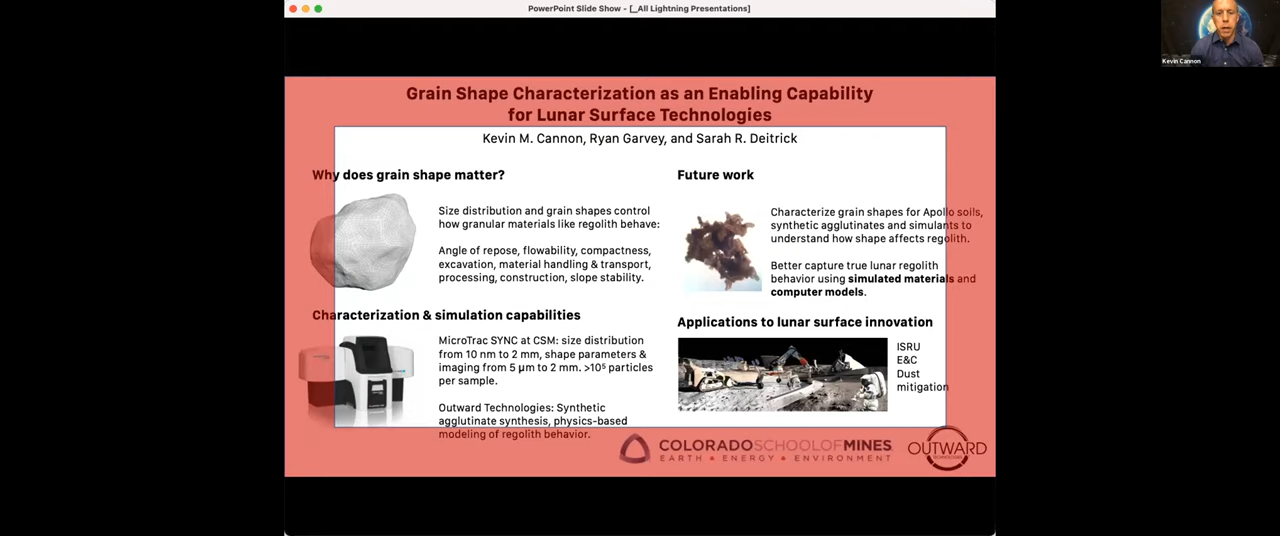 PowerPoint Slide Show - [_All Lightning Presentations]
Kevin Cannon
Grain Shape Characterization as an Enabling Capability
for Lunar Surface Technologies
Kevin M. Cannon, Ryan Garvey, and Sarah R. Deitrick
Why does grain shape matter?
Size distribution and grain shapes control
how granular materials like regolith behave:
Angle of repose, flowability, compactness,
excavation, material handling & transport,
processing, construction, slope stability.
Characterization & simulation capabilities
MicroTrac SYNC at CSM: size distribution
from 10 nm to 2 mm, shape parameters &
imaging from 5 µm to 2 mm. >10⁵ particles
per sample.
Outward Technologies: Synthetic
agglutinate synthesis, physics-based
modeling of regolith behavior.
Future work
Characterize grain shapes for Apollo soils,
synthetic agglutinates and simulants to
understand how shape affects regolith.
Better capture true lunar regolith
behavior using simulated materials and
computer models.
Applications to lunar surface innovation
ISRU
E&C
Dust
mitigation
COLORADOSCHOOLOFMINES
EARTH • ENERGY • ENVIRONMENT
OUTWARD
TECHNOLOGIES